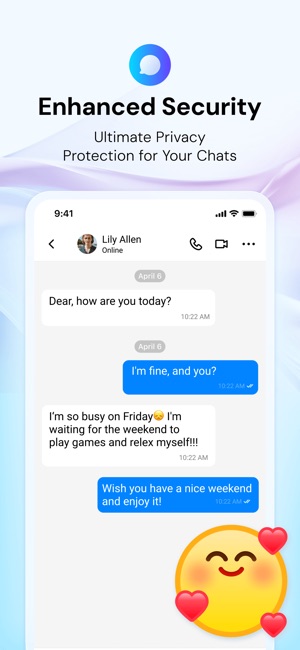 Enhanced Security
Ultimate Privacy
Protection for Your Chats
9:41
Lily Allen
Online
April 6
Dear, how are you today?
10:22 AM
April 6
I'm fine, and you?
10:22 AM
I'm so busy on Friday😥 I'm
waiting for the weekend to
play games and relex myself!!!
10:22 AM
Wish you have a nice weekend
and enjoy it!
10:22 AM